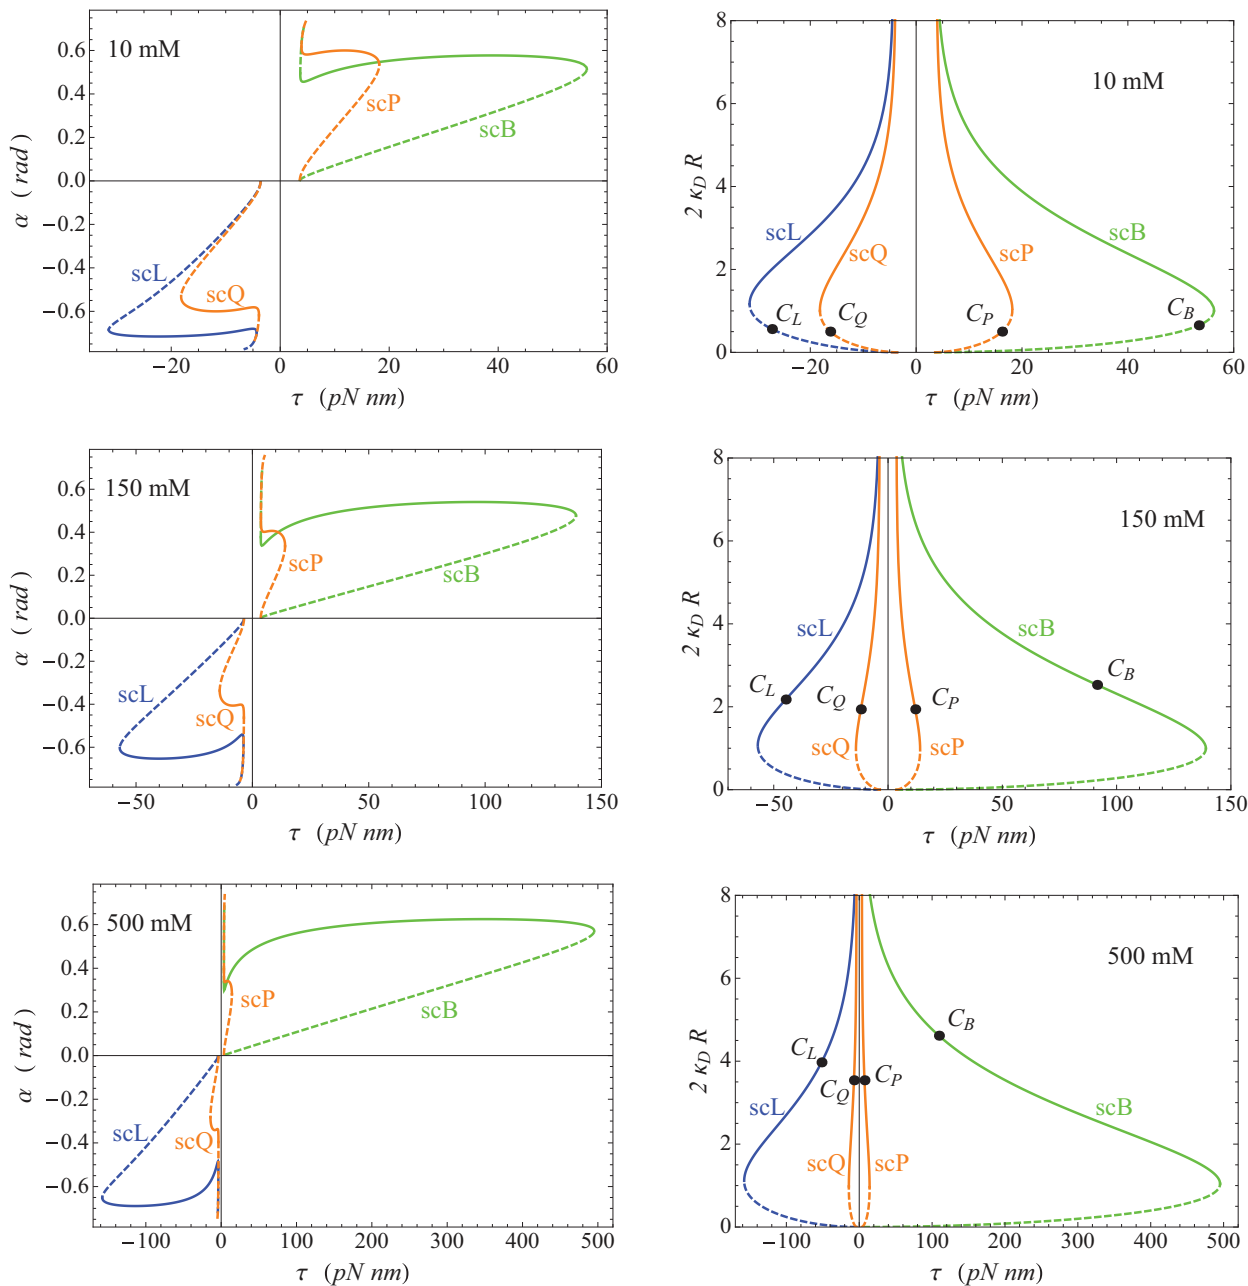 10 mM
α (rad)
0.6
0.4
0.2
0.0
−0.2
−0.4
−0.6
scP
scB
scL
scQ
−20
0
20
40
60
τ (pN nm)
10 mM
2 κD R
8
6
4
2
0
scL
scQ
scP
scB
CL
CQ
CP
CB
−20
0
20
40
60
τ (pN nm)
150 mM
α (rad)
0.6
0.4
0.2
0.0
−0.2
−0.4
−0.6
scP
scB
scL
scQ
−50
0
50
100
150
τ (pN nm)
150 mM
2 κD R
8
6
4
2
0
scL
scB
CL
CQ
CP
CB
scQ
scP
−50
0
50
100
150
τ (pN nm)
500 mM
α (rad)
0.6
0.4
0.2
0.0
−0.2
−0.4
−0.6
scP
scB
scL
scQ
−100
0
100
200
300
400
500
τ (pN nm)
500 mM
2 κD R
8
6
4
2
0
CL
CQ
CP
CB
scL
scQ
scP
scB
−100
0
100
200
300
400
500
τ (pN nm)